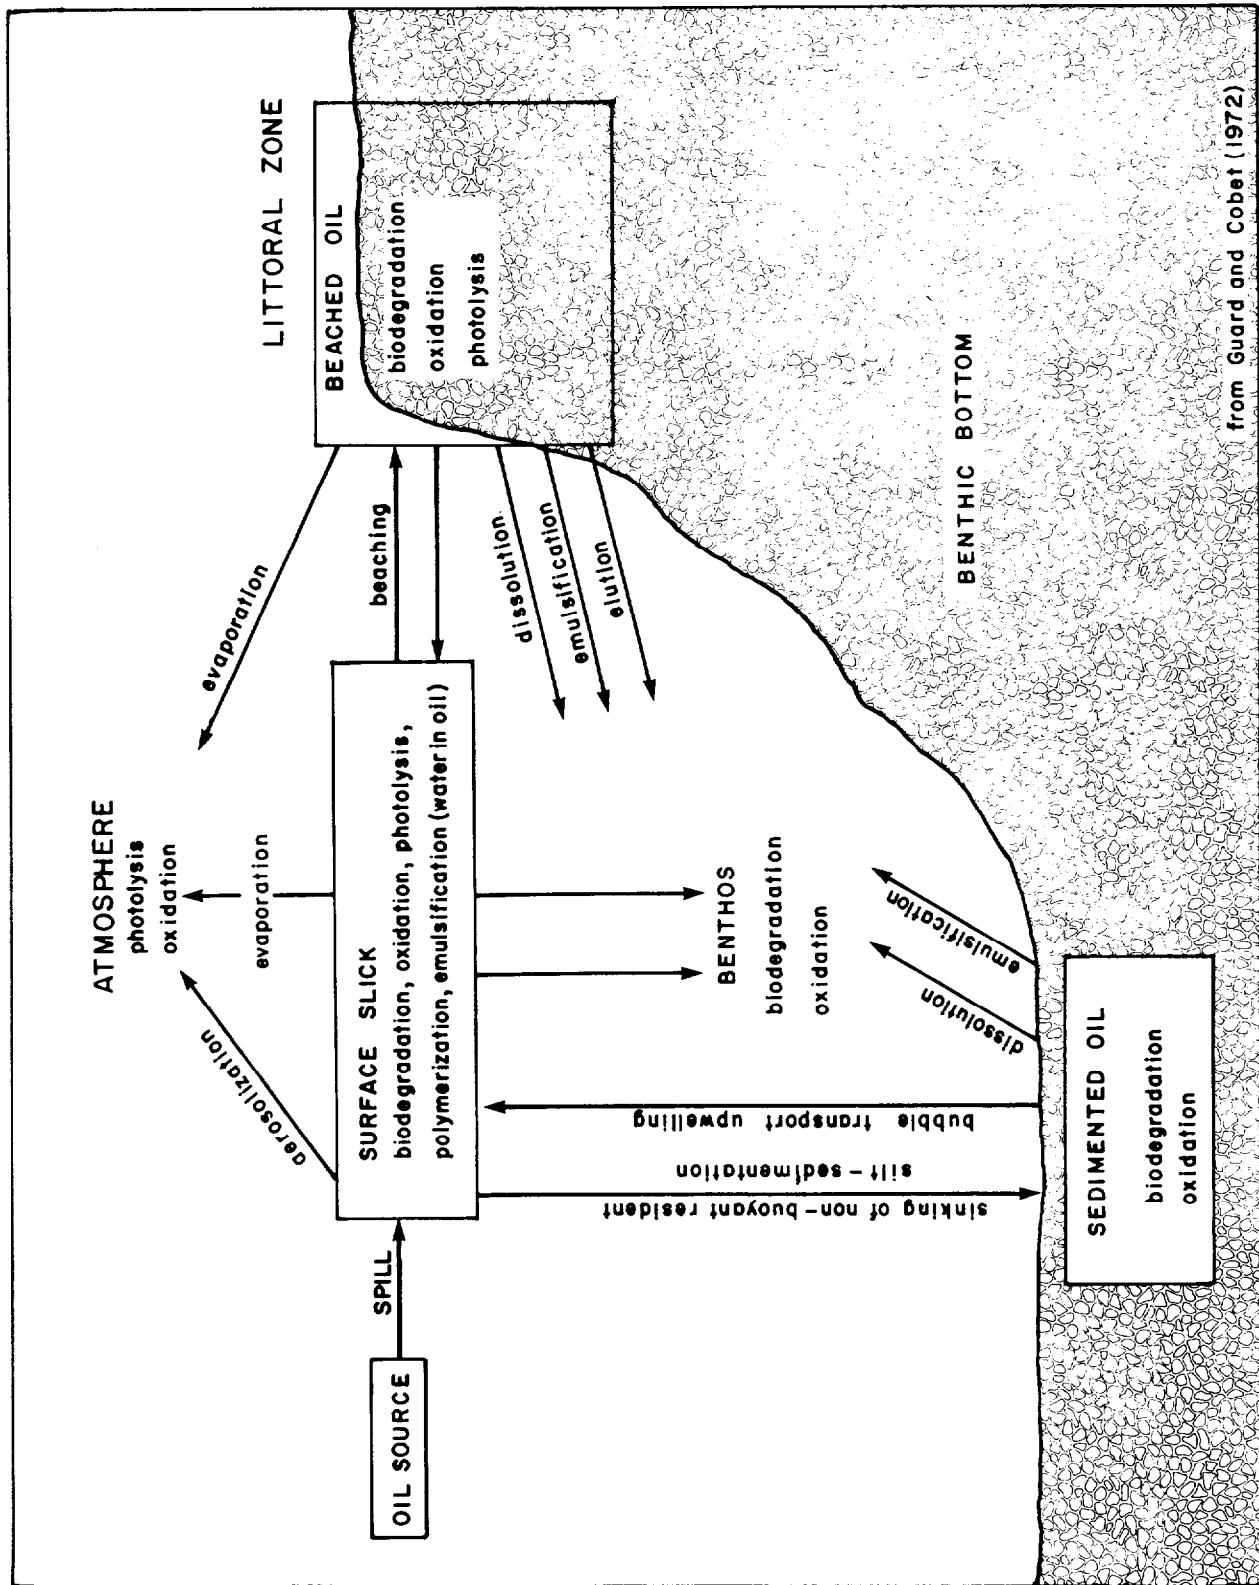 ATMOSPHERE
photolysis
oxidation
aerosolization
evaporation
evaporation
LITTORAL ZONE
OIL SOURCE
SPILL
SURFACE SLICK
biodegradation, oxidation, photolysis,
polymerization, emulsification (water in oil)
beaching
BEACHED OIL
biodegradation
oxidation
photolysis
dissolution
emulsification
elution
sinking of non-buoyant resident
silt-sedimentation
bubble transport upwelling
BENTHOS
biodegradation
oxidation
dissolution
emulsification
BENTHIC BOTTOM
SEDIMENTED OIL
biodegradation
oxidation
from Guard and Cobet (1972)